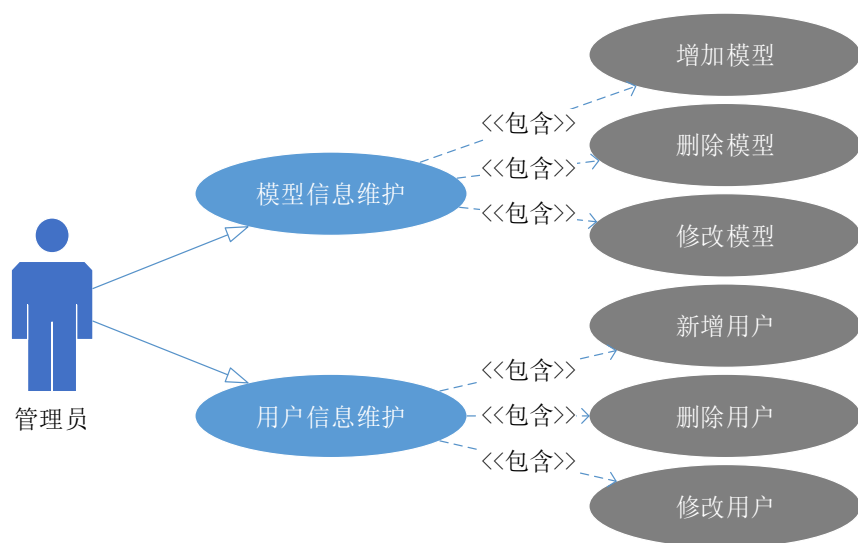 增加模型
<<包含>>
删除模型
<<包含>>
模型信息维护
<<包含>>
修改模型
新增用户
<<包含>>
管理员
用户信息维护
<<包含>>
删除用户
<<包含>>
修改用户